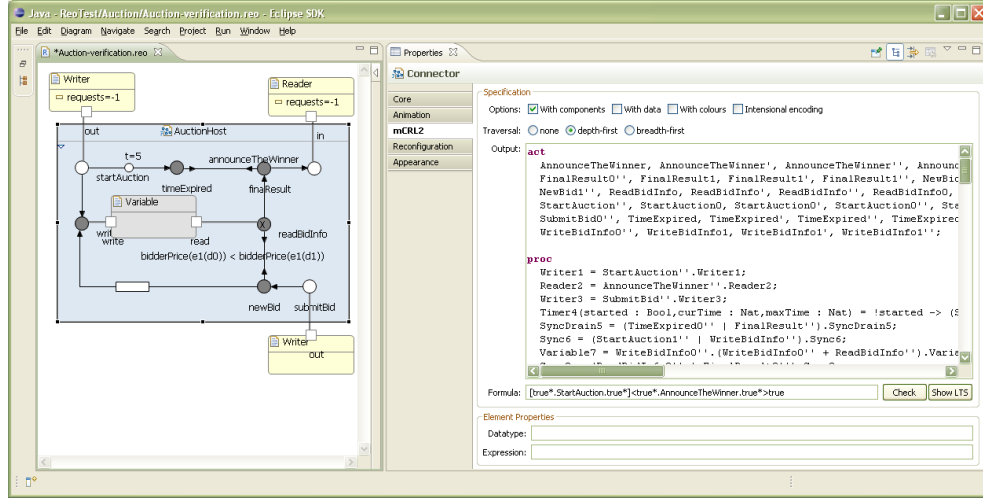 Java - ReoTest/Auction/Auction-verification.reo - Eclipse SDK
File Edit Diagram Navigate Search Project Run Window Help
*Auction-verification.reo
Writer
requests=-1
Reader
requests=-1
out
AuctionHost
in
t=5
announceTheWinner
startAuction
timeExpired
finalResult
Variable
write
read
readBidInfo
X
bidderPrice(e1(d0)) < bidderPrice(e1(d1))
newBid
submitBid
Writer
out
Properties
Connector
Core
Animation
mCRL2
Reconfiguration
Appearance
Specification
Options: With components With data With colours Intensional encoding
Traversal: none depth-first breadth-first
Output:
act
AnnounceTheWinner, AnnounceTheWinner', AnnounceTheWinner'', Announc
FinalResult0'', FinalResult1, FinalResult1', FinalResult1'', NewBid
NewBid1'', ReadBidInfo, ReadBidInfo', ReadBidInfo'', ReadBidInfo0,
StartAuction'', StartAuction0, StartAuction0', StartAuction0'', Sta
SubmitBid0'', TimeExpired, TimeExpired', TimeExpired'', TimeExpired
WriteBidInfo0'', WriteBidInfo1, WriteBidInfo1', WriteBidInfo1'';
proc
Writer1 = StartAuction''.Writer1;
Reader2 = AnnounceTheWinner''.Reader2;
Writer3 = SubmitBid''.Writer3;
Timer4(started : Bool,curTime : Nat,maxTime : Nat) = !started -> (S
SyncDrain5 = (TimeExpired0'' | FinalResult'').SyncDrain5;
Sync6 = (StartAuction1'' | WriteBidInfo'').Sync6;
Variable7 = WriteBidInfo0''.(WriteBidInfo0'' + ReadBidInfo'').Varia
Formula: [true*.StartAuction.true*]<true*.AnnounceTheWinner.true*>true
Check Show LTS
Element Properties
Datatype:
Expression: